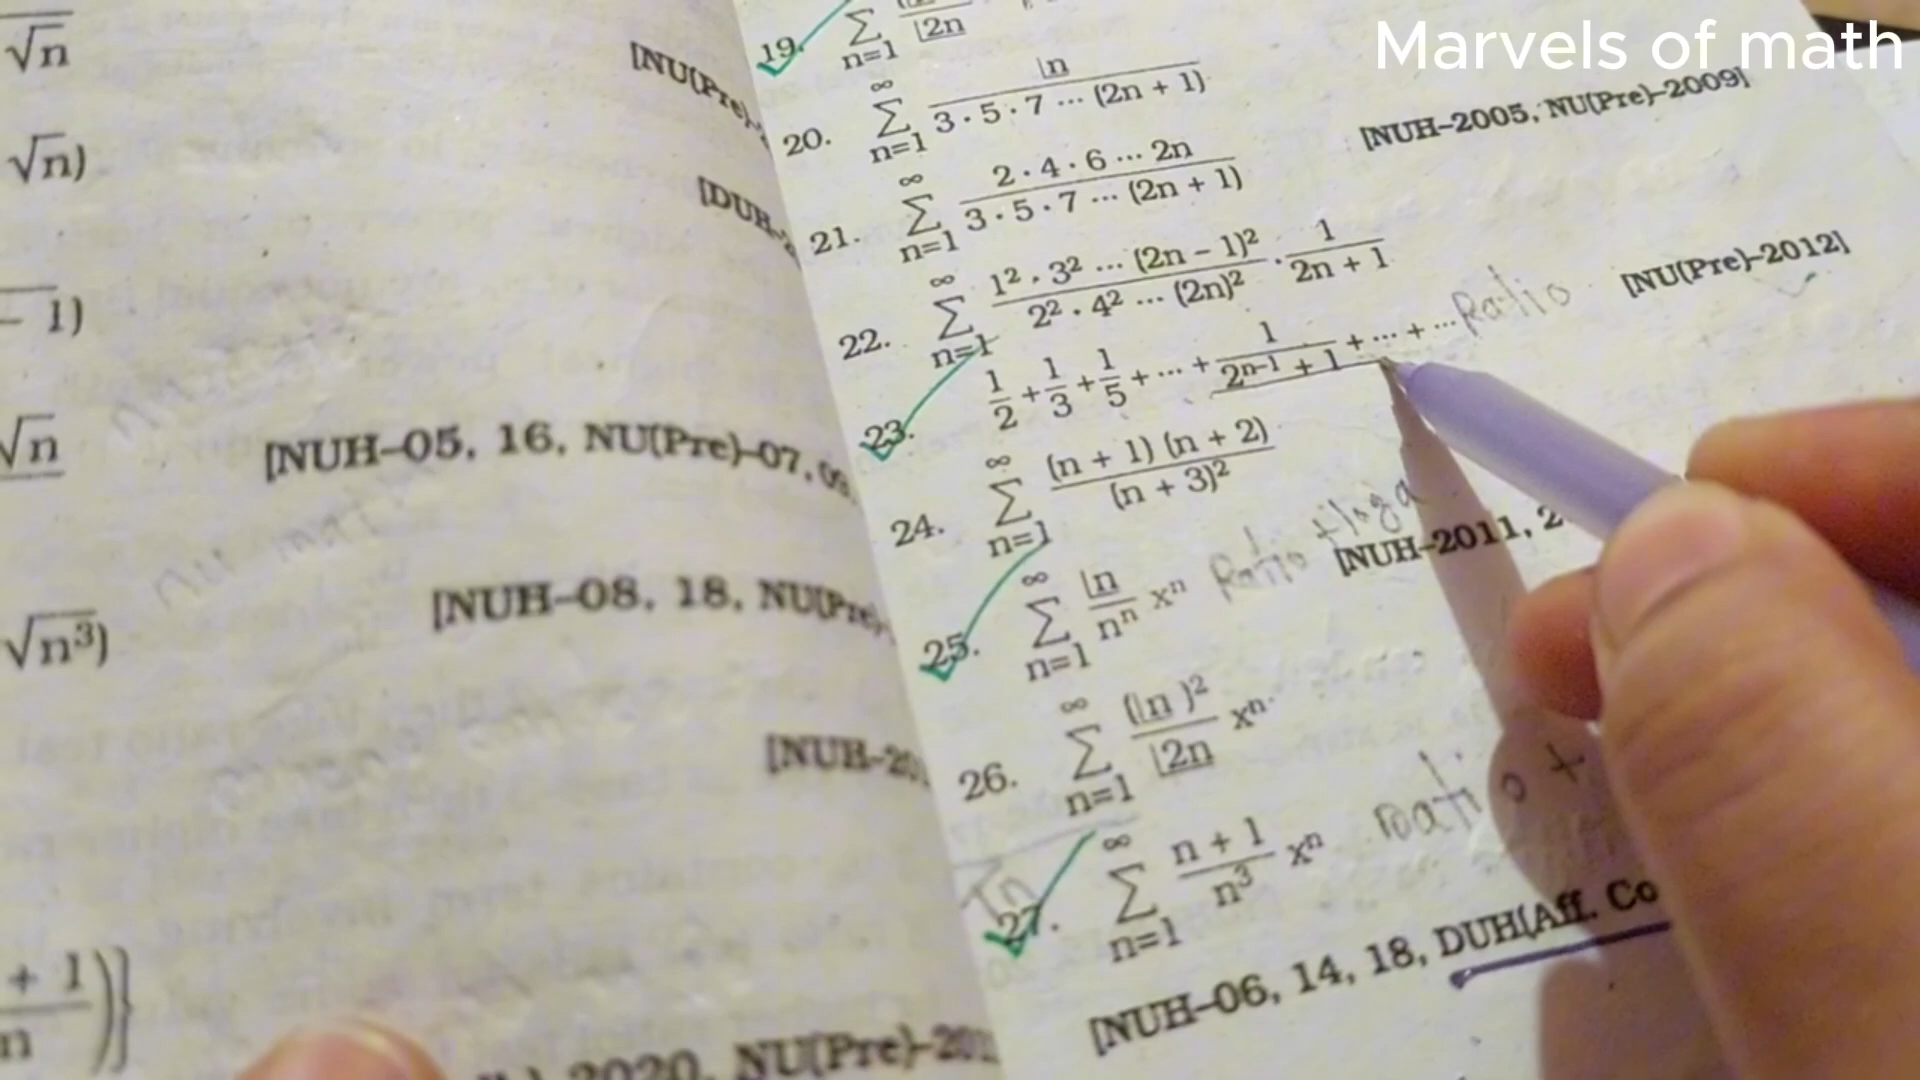 Marvels of math
√n
√n)
– 1)
√n
[NUH–05, 16, NU(Pre)–07, 09,
[NUH–08, 18, NU(Pre),
√n³)
[NUH–20
+ 1
n )}
2020, NU(Pre)–201
19. ∑ n=1 |2n
20. ∞ ∑ n=1 |n / 3 · 5 · 7 ··· (2n + 1)
[NUH–2005, NU(Pre)–2009]
21. ∞ ∑ n=1 2 · 4 · 6 ··· 2n / 3 · 5 · 7 ··· (2n + 1)
22. ∞ ∑ n=1 1² . 3² ... (2n – 1)² / 2² . 4² ... (2n)² · 1 / 2n + 1
[NU(Pre)–2012]
23. 1/2 + 1/3 + 1/5 + ··· + 1 / 2ⁿ⁻¹ + 1 + ··· + ··· Ratio
24. ∞ ∑ n=1 (n + 1) (n + 2) / (n + 3)²
25. ∞ ∑ n=1 |n / nⁿ xⁿ Ratio + loga
[NUH–2011, 2
26. ∞ ∑ n=1 (|n )² / |2n xⁿ
27. ∞ ∑ n=1 n + 1 / n³ xⁿ ratio +
[NUH–06, 14, 18, DUH(Aff. Co